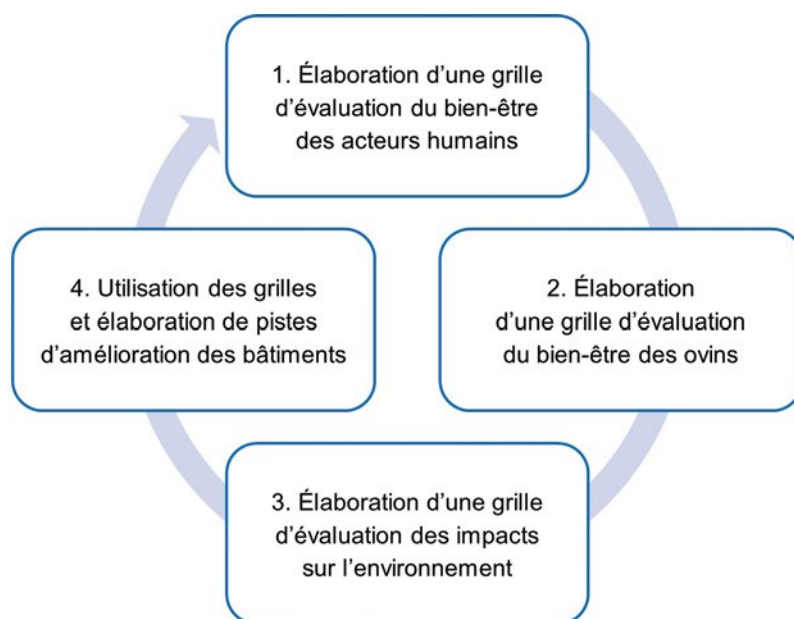 1. Élaboration d’une grille
d’évaluation du bien-être
des acteurs humains
2. Élaboration
d’une grille d’évaluation
du bien-être des ovins
3. Élaboration d’une grille
d’évaluation des impacts
sur l’environnement
4. Utilisation des grilles
et élaboration de pistes
d’amélioration des bâtiments